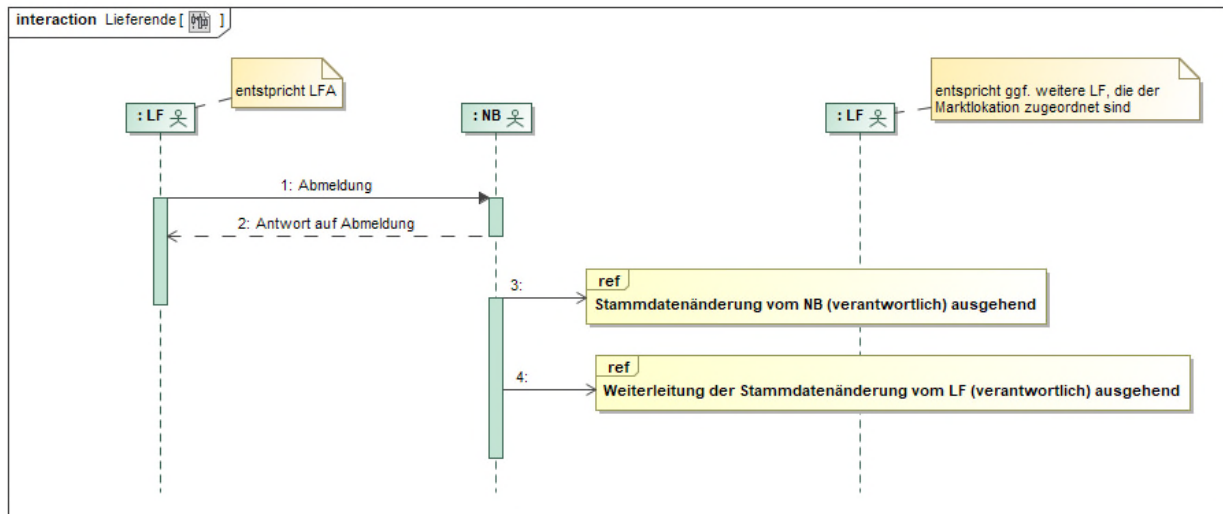 interaction Lieferende[ ]
entstpricht LFA
entspricht ggf. weitere LF, die der
Marktlokation zugeordnet sind
: LF
: NB
: LF
1: Abmeldung
2: Antwort auf Abmeldung
3:
ref
Stammdatenänderung vom NB (verantwortlich) ausgehend
4:
ref
Weiterleitung der Stammdatenänderung vom LF (verantwortlich) ausgehend